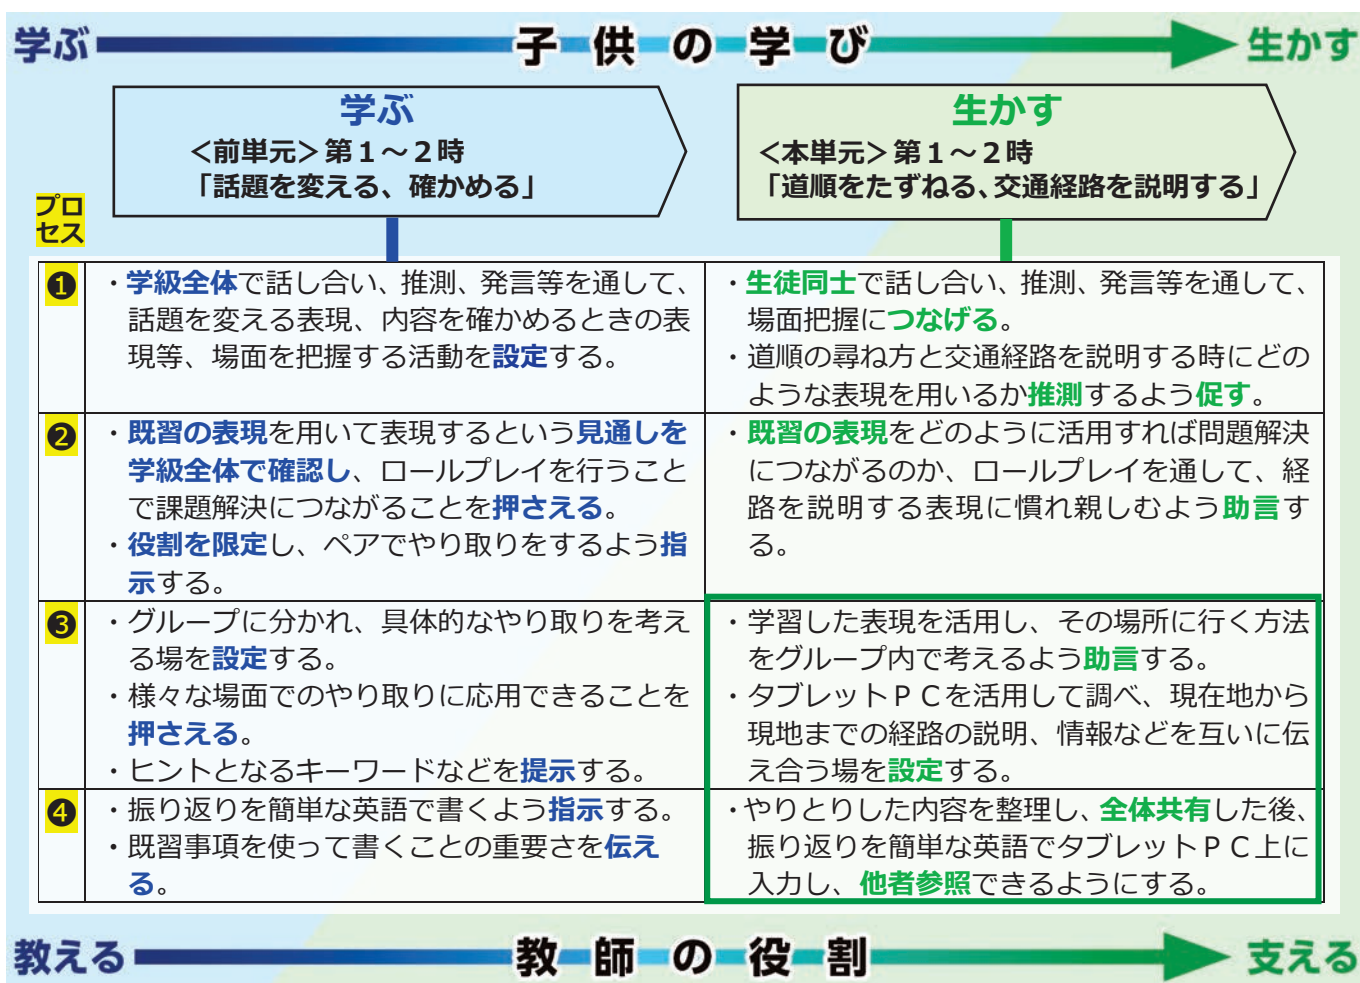 学ぶ 子供の学び 生かす
学ぶ
<前単元>第1～2時
「話題を変える、確かめる」
生かす
<本単元>第1～2時
「道順をたずねる、交通経路を説明する」
プロ
セス
❶
・学級全体で話し合い、推測、発言等を通して、
話題を変える表現、内容を確かめるときの表
現等、場面を把握する活動を設定する。
・生徒同士で話し合い、推測、発言等を通して、
場面把握につなげる。
・道順の尋ね方と交通経路を説明する時にどの
ような表現を用いるか推測するよう促す。
❷
・既習の表現を用いて表現するという見通しを
学級全体で確認し、ロールプレイを行うこと
で課題解決につながることを押さえる。
・役割を限定し、ペアでやり取りをするよう指
示する。
・既習の表現をどのように活用すれば問題解決
につながるのか、ロールプレイを通して、経
路を説明する表現に慣れ親しむよう助言す
る。
❸
・グループに分かれ、具体的なやり取りを考え
る場を設定する。
・様々な場面でのやり取りに応用できることを
押さえる。
・ヒントとなるキーワードなどを提示する。
・学習した表現を活用し、その場所に行く方法
をグループ内で考えるよう助言する。
・タブレットＰＣを活用して調べ、現在地から
現地までの経路の説明、情報などを互いに伝
え合う場を設定する。
❹
・振り返りを簡単な英語で書くよう指示する。
・既習事項を使って書くことの重要さを伝え
る。
・やりとりした内容を整理し、全体共有した後、
振り返りを簡単な英語でタブレットＰＣ上に
入力し、他者参照できるようにする。
教える 教師の役割 支える